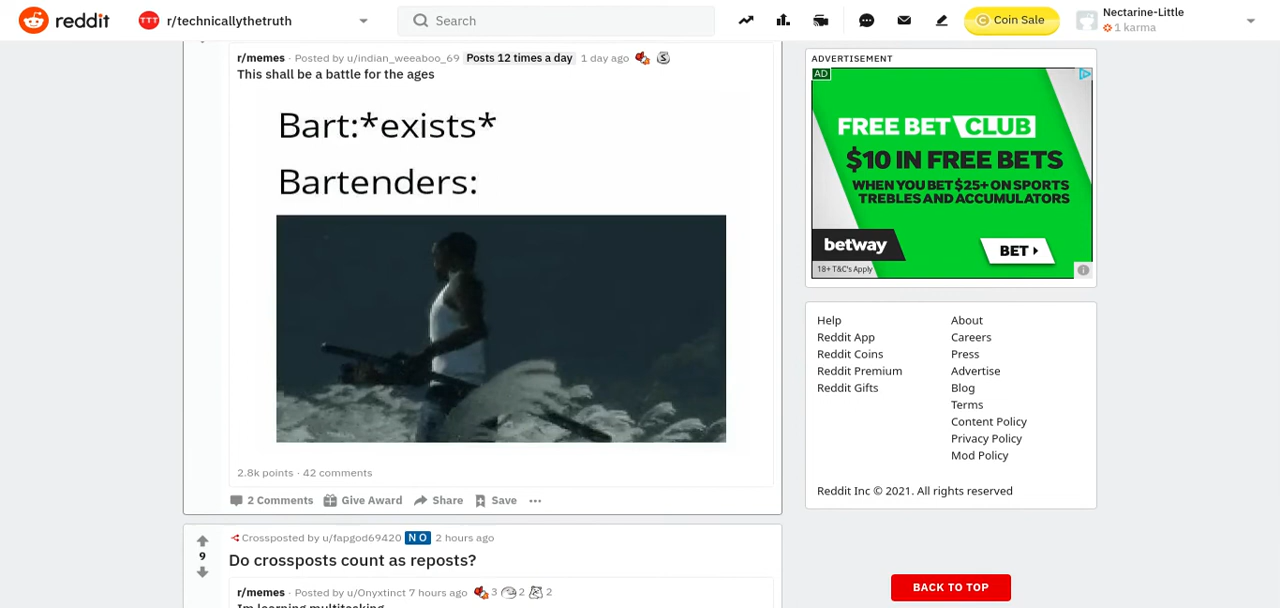 reddit
TTT r/technicallythetruth
Search
Coin Sale
Nectarine-Little
1 karma
r/memes · Posted by u/indian_weeaboo_69 Posts 12 times a day 1 day ago
This shall be a battle for the ages
Bart:*exists*
Bartenders:
2.8k points · 42 comments
2 Comments Give Award Share Save ...
9
Crossposted by u/fapgod69420 N O 2 hours ago
Do crossposts count as reposts?
r/memes · Posted by u/Onyxtinct 7 hours ago 3 2 2
I'm learning multitasking
ADVERTISEMENT
AD
FREE BET CLUB
$10 IN FREE BETS
WHEN YOU BET $25+ ON SPORTS
TREBLES AND ACCUMULATORS
betway
BET
18+ T&C's Apply
Help
Reddit App
Reddit Coins
Reddit Premium
Reddit Gifts
About
Careers
Press
Advertise
Blog
Terms
Content Policy
Privacy Policy
Mod Policy
Reddit Inc © 2021. All rights reserved
BACK TO TOP